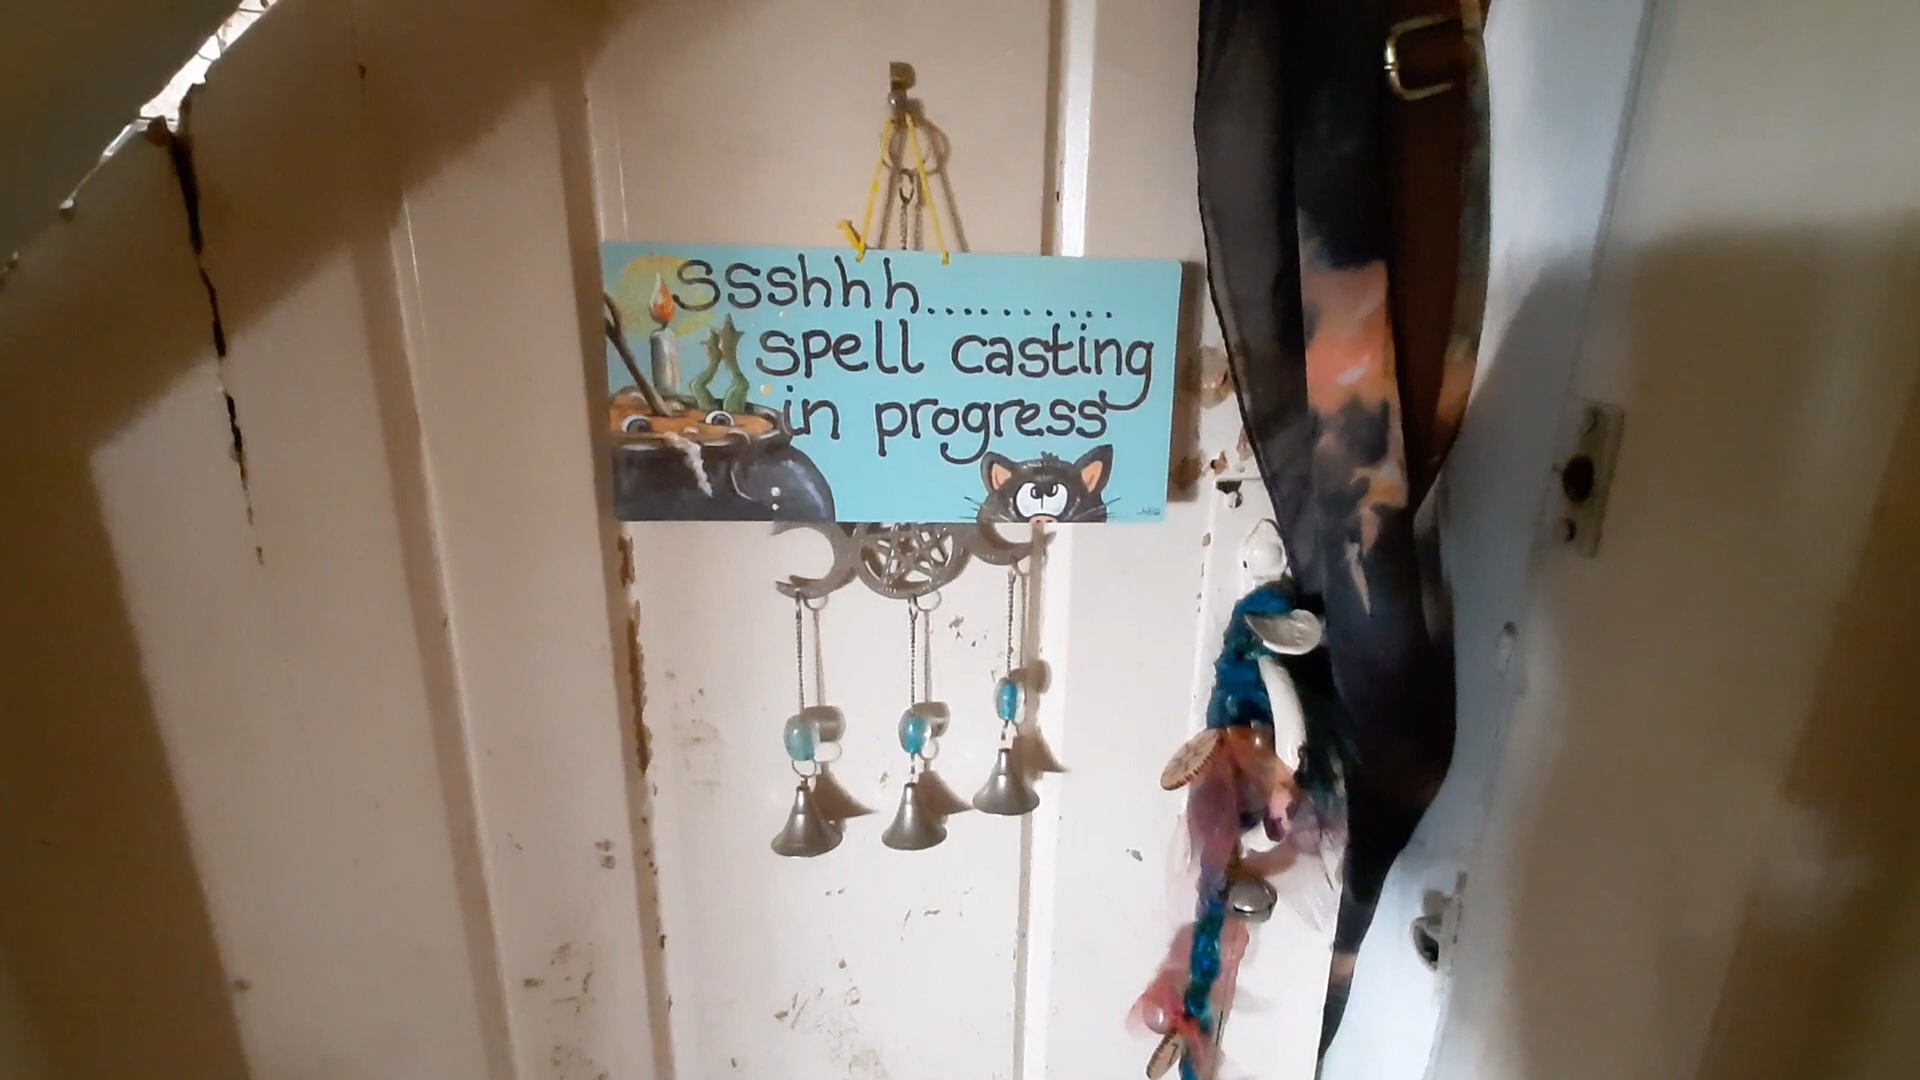 ssshhh...........
spell casting
in progress